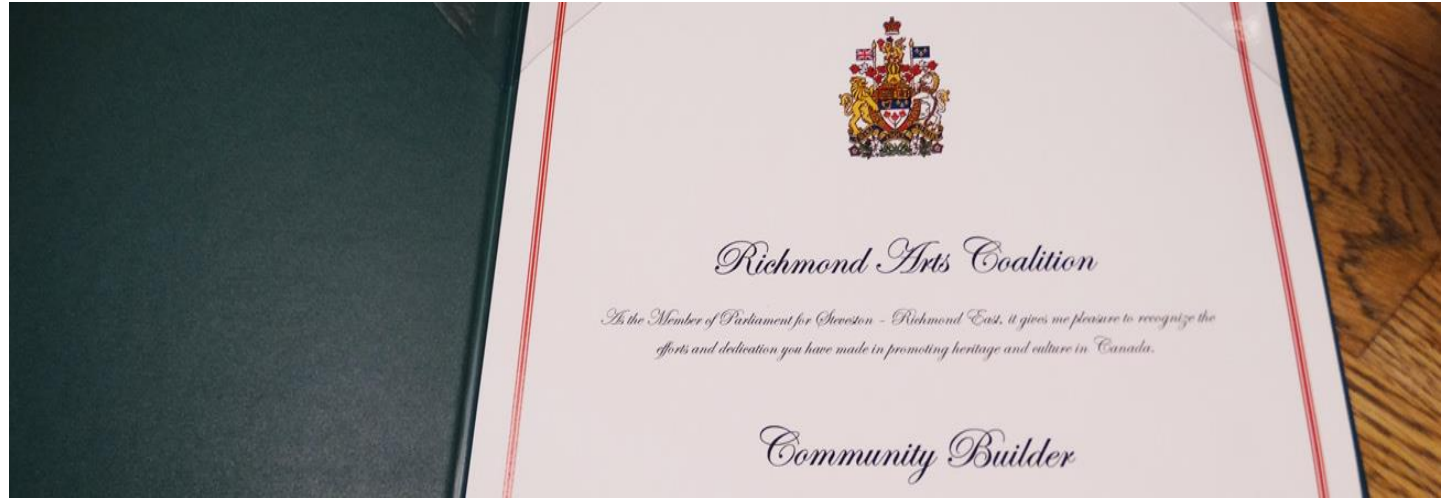 Richmond Arts Coalition
As the Member of Parliament for Steveston - Richmond East, it gives me pleasure to recognize the
efforts and dedication you have made in promoting heritage and culture in Canada.
Community Builder